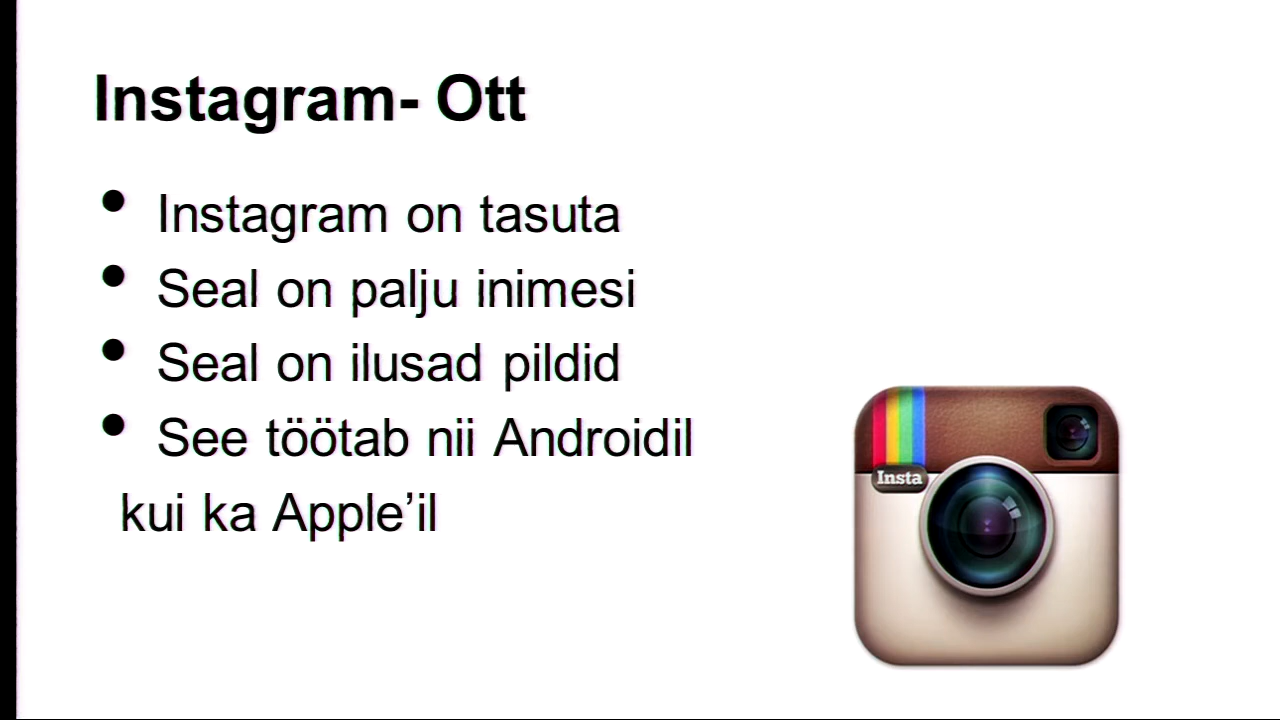 Instagram- Ott
• Instagram on tasuta
• Seal on palju inimesi
• Seal on ilusad pildid
• See töötab nii Androidil
kui ka Apple’il
Insta